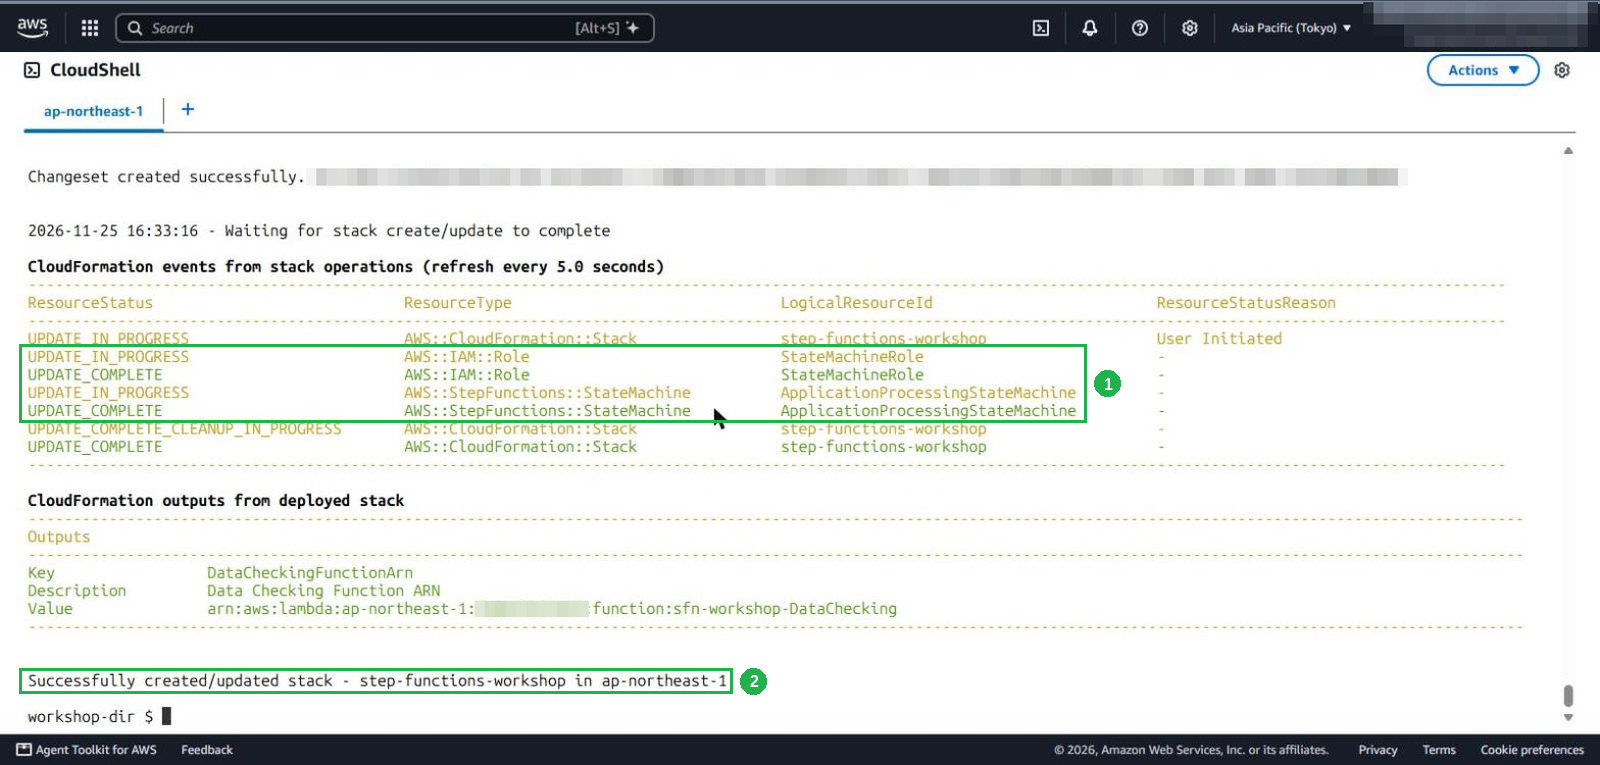 aws Search [Alt+S] Asia Pacific (Tokyo) ▼
CloudShell Actions ▼
ap-northeast-1 +
Changeset created successfully.
2026-11-25 16:33:16 - Waiting for stack create/update to complete
CloudFormation events from stack operations (refresh every 5.0 seconds)
ResourceStatus ResourceType LogicalResourceId ResourceStatusReason
UPDATE_IN_PROGRESS AWS::CloudFormation::Stack step-functions-workshop User Initiated
UPDATE_IN_PROGRESS AWS::IAM::Role StateMachineRole -
UPDATE_COMPLETE AWS::IAM::Role StateMachineRole -
UPDATE_IN_PROGRESS AWS::StepFunctions::StateMachine ApplicationProcessingStateMachine -
UPDATE_COMPLETE AWS::StepFunctions::StateMachine ApplicationProcessingStateMachine -
1
UPDATE_COMPLETE_CLEANUP_IN_PROGRESS AWS::CloudFormation::Stack step-functions-workshop -
UPDATE_COMPLETE AWS::CloudFormation::Stack step-functions-workshop -
CloudFormation outputs from deployed stack
Outputs
Key DataCheckingFunctionArn
Description Data Checking Function ARN
Value arn:aws:lambda:ap-northeast-1: :function:sfn-workshop-DataChecking
Successfully created/updated stack - step-functions-workshop in ap-northeast-1 2
workshop-dir $
Agent Toolkit for AWS Feedback © 2026, Amazon Web Services, Inc. or its affiliates. Privacy Terms Cookie preferences